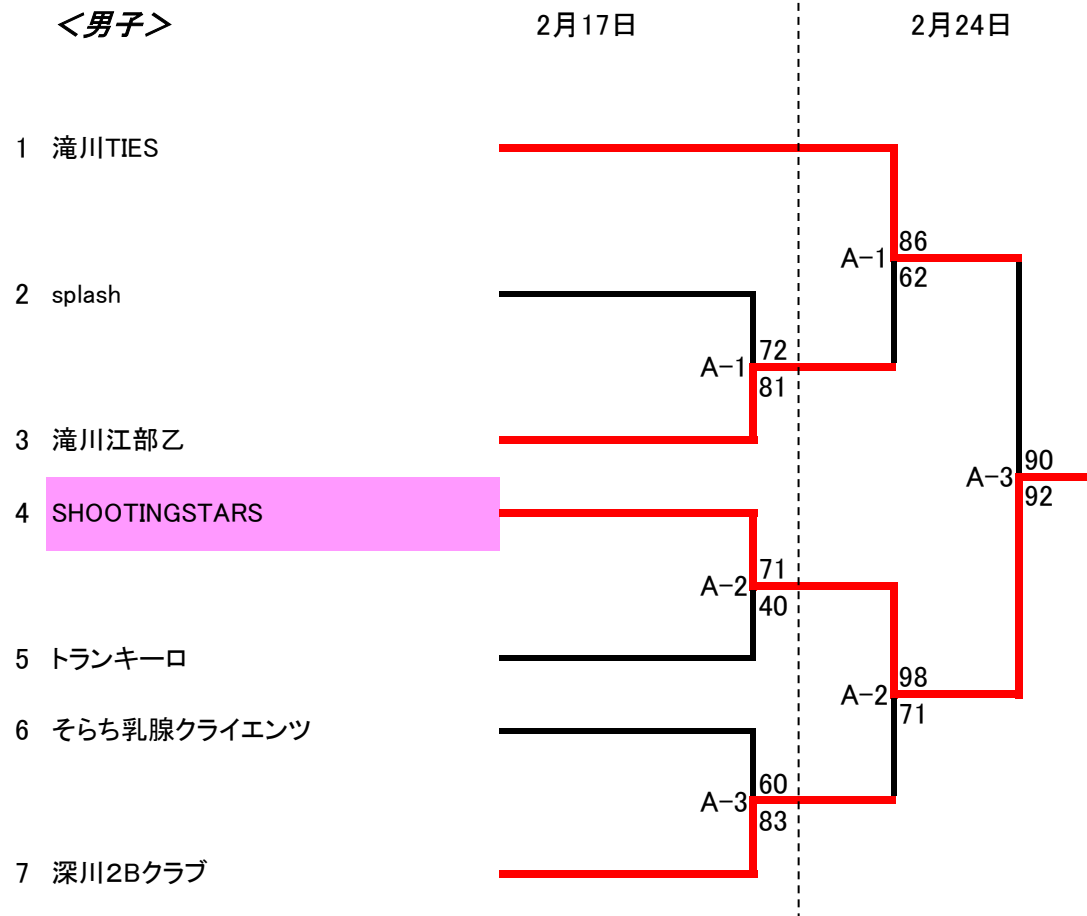 ＜男子＞ 2月17日 2月24日
1 滝川TIES
86
A-1
62
2 splash
72
A-1
81
3 滝川江部乙
90
A-3
92
4 SHOOTINGSTARS
71
A-2
40
5 トランキーロ
98
A-2
71
6 そらち乳腺クライエンツ
60
A-3
83
7 深川2Bクラブ